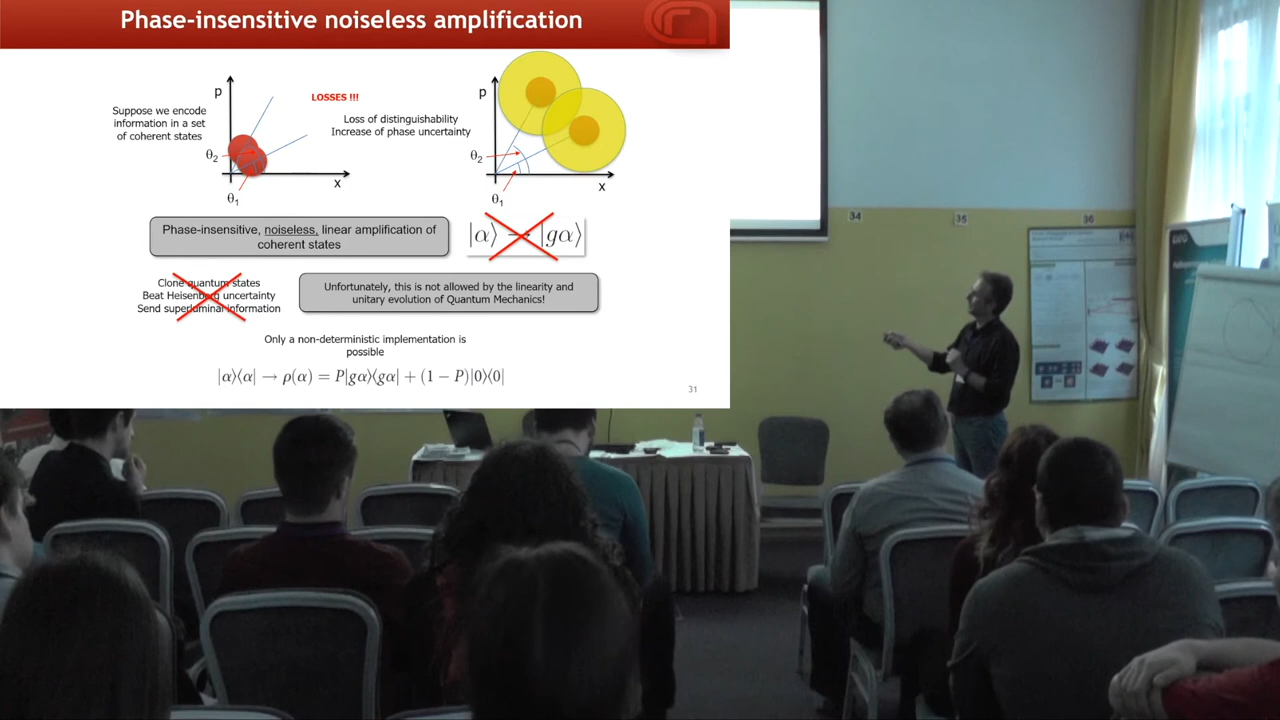 Phase-insensitive noiseless amplification
p
Suppose we encode
information in a set
of coherent states
θ2
θ1
x
LOSSES !!!
Loss of distinguishability
Increase of phase uncertainty
p
θ2
θ1
x
Phase-insensitive, noiseless, linear amplification of
coherent states
|α⟩ → |gα⟩
Clone quantum states
Beat Heisenberg uncertainty
Send superluminal information
Unfortunately, this is not allowed by the linearity and
unitary evolution of Quantum Mechanics!
Only a non-deterministic implementation is
possible
|α⟩⟨α| → ρ(α) = P|gα⟩⟨gα| + (1 − P)|0⟩⟨0|
31
34
35
36